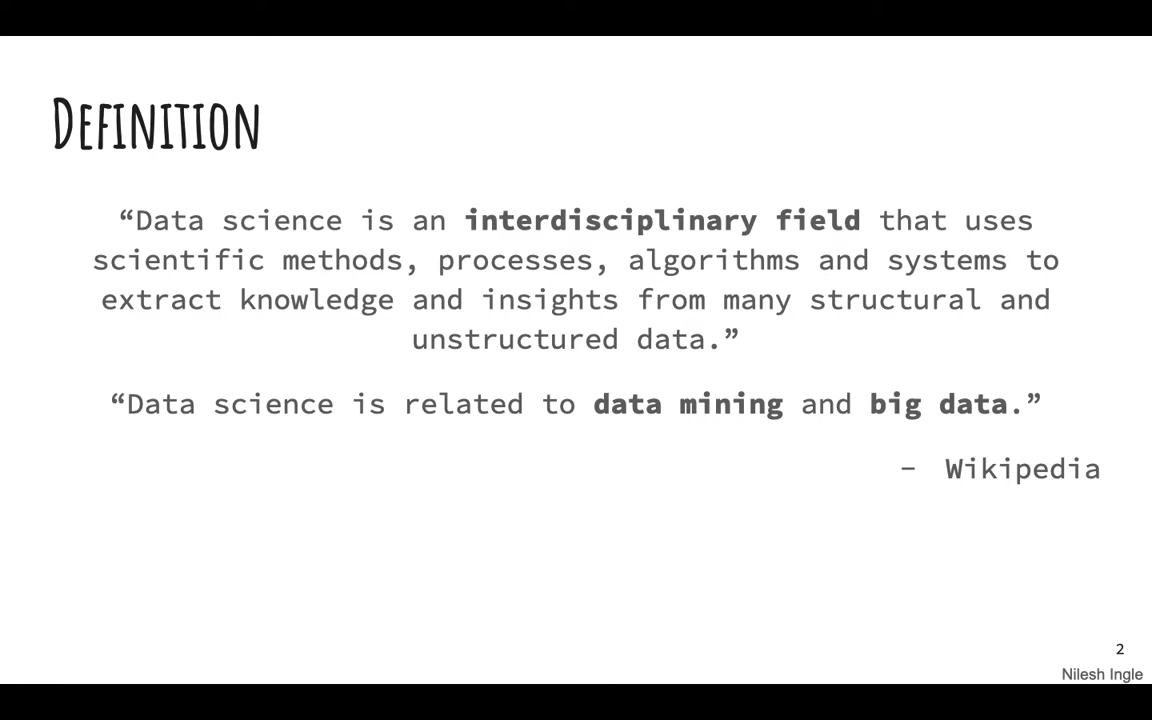 Definition
“Data science is an interdisciplinary field that uses
scientific methods, processes, algorithms and systems to
extract knowledge and insights from many structural and
unstructured data.”
“Data science is related to data mining and big data.”
- Wikipedia
2
Nilesh Ingle